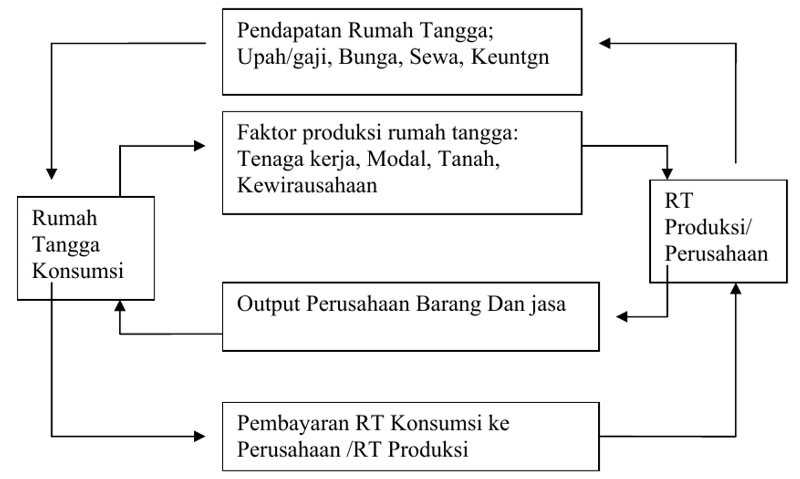 Pendapatan Rumah Tangga;
Upah/gaji, Bunga, Sewa, Keuntgn
Faktor produksi rumah tangga:
Tenaga kerja, Modal, Tanah,
Kewirausahaan
Rumah
Tangga
Konsumsi
RT
Produksi/
Perusahaan
Output Perusahaan Barang Dan jasa
Pembayaran RT Konsumsi ke
Perusahaan /RT Produksi